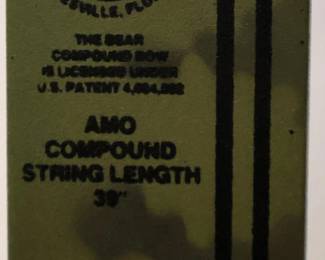 THE BEAR
COMPOUND BOW
IS LICENSED UNDER
U.S. PATENT
AMO
COMPOUND
STRING LENGTH
39"